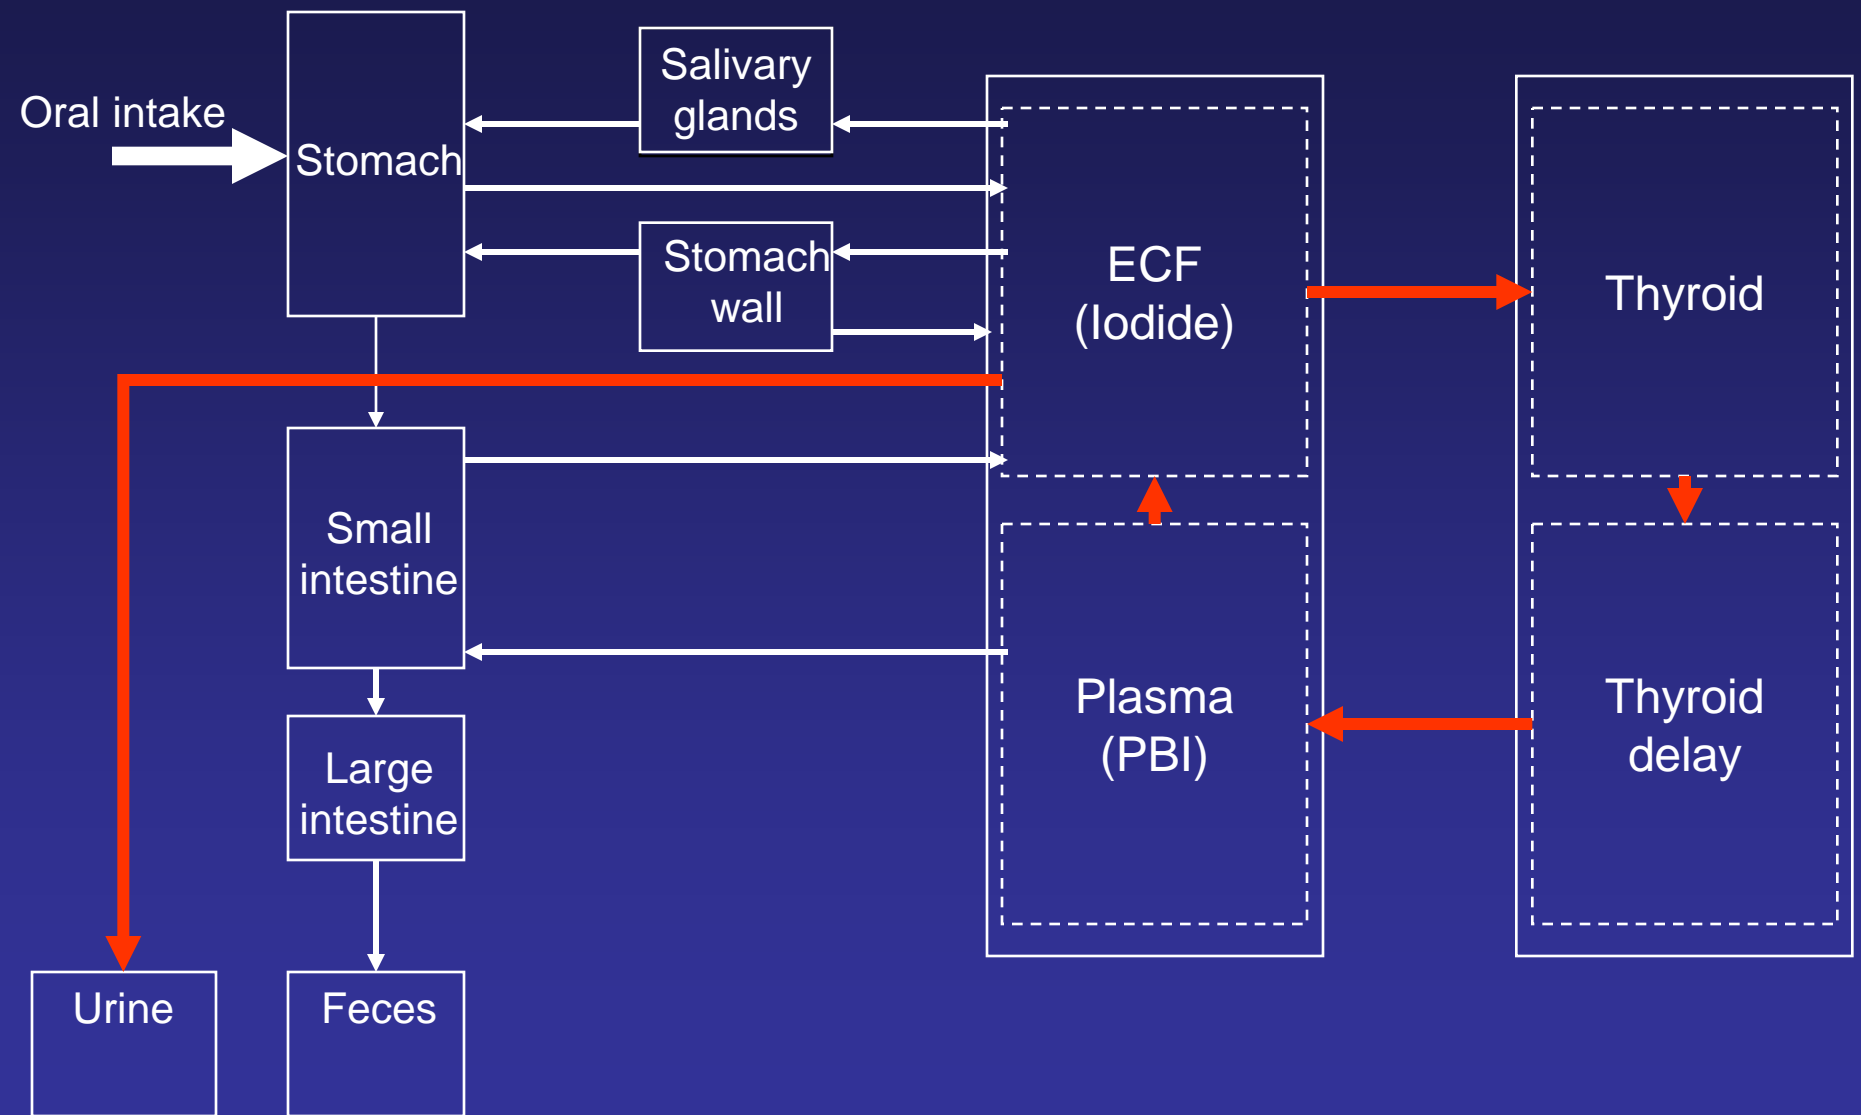 Oral intake
Stomach
Salivary
glands
Stomach
wall
ECF
(Iodide)
Thyroid
Small
intestine
Plasma
(PBI)
Thyroid
delay
Large
intestine
Urine
Feces